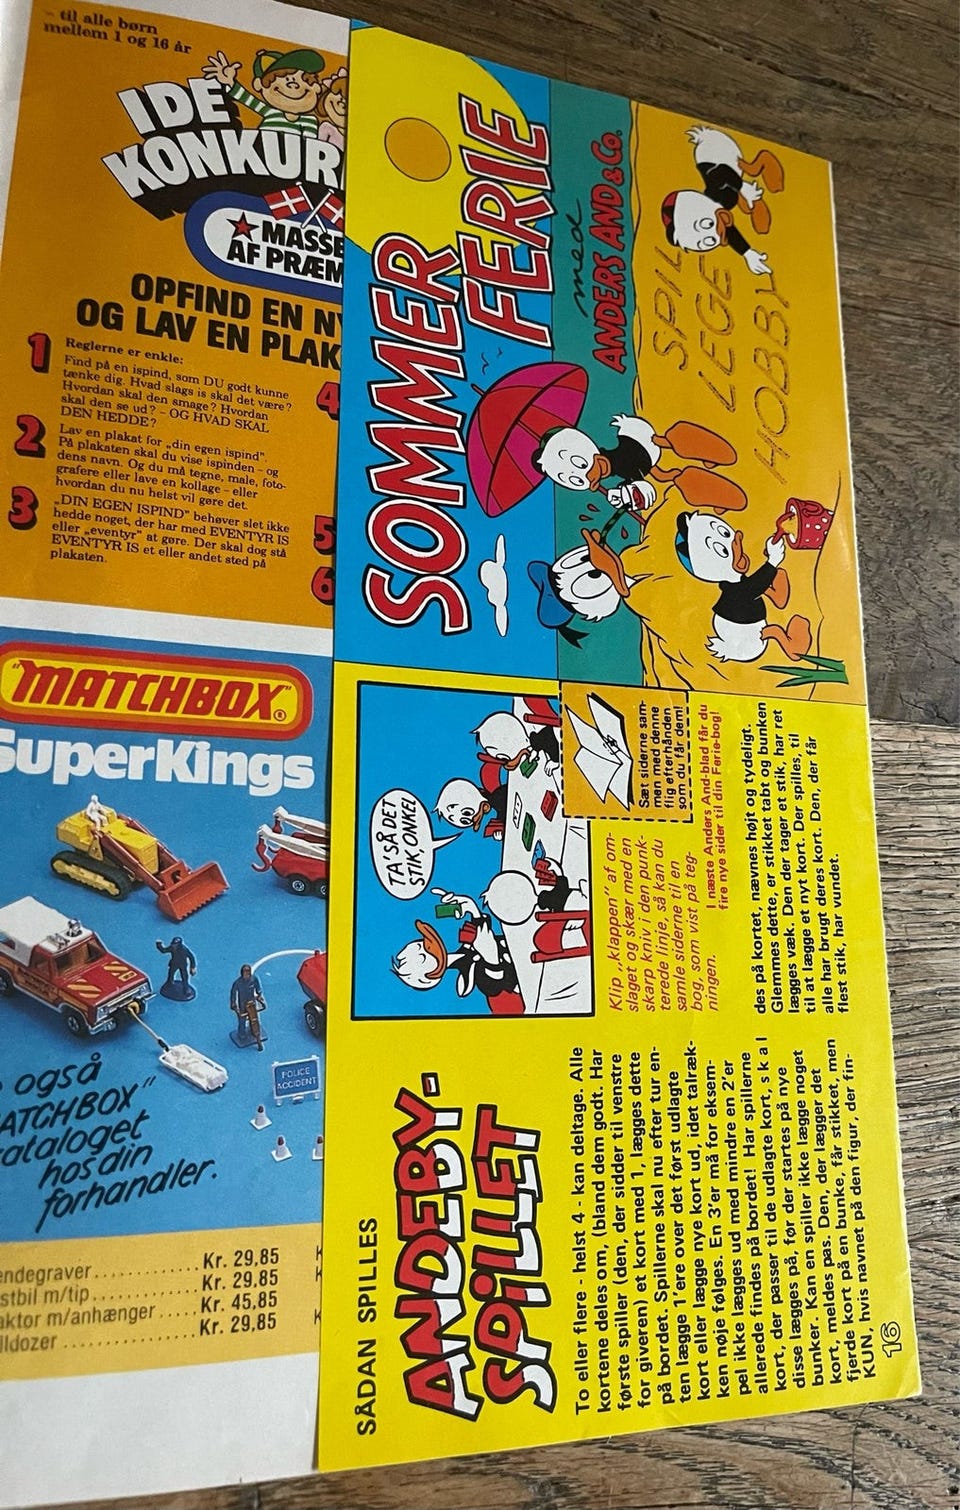 - til alle børn
mellem 1 og 16 år
IDE
KONKUR
★ MASSE
AF PRÆM
OPFIND EN N
OG LAV EN PLAK
1
Reglerne er enkle:
Find på en ispind, som DU godt kunne
tænke dig. Hvad slags is skal det være?
Hvordan skal den smage? Hvordan
skal den se ud? - OG HVAD SKAL
DEN HEDDE?
2
Lav en plakat for „din egen ispind".
På plakaten skal du vise ispinden - og
dens navn. Og du må tegne, male, foto-
grafere eller lave en kollage - eller
hvordan du nu helst vil gøre det.
3
„DIN EGEN ISPIND" behøver slet ikke
hedde noget, der har med EVENTYR IS
eller „eventyr" at gøre. Der skal dog stå
EVENTYR IS et eller andet sted på
plakaten.
4
5
6
"MATCHBOX"®
SuperKings
POLICE
ACCIDENT
også
ATCHBOX"
ataloget
hos din
forhandler.
endegraver.............Kr. 29,85
stbil m/tip.............Kr. 29,85
aktor m/anhænger.....Kr. 45,85
lldozer.................Kr. 29,85
SOMMER
FERIE
med
ANDERS AND & Co.
SPIL
LEGE
HOBBY
TA' SÅ DET
STIK, ONKEL
Sæt siderne sam-
men med denne
flig efterhånden
som du får dem!
Klip „klappen" af om-
slaget og skær med en
skarp kniv i den punk-
terede linje, så kan du
samle siderne til en
bog, som vist på teg-
ningen.
I næste Anders And-blad får du
fire nye sider til din Ferie-bog!
SÅDAN SPILLES
ANDEBY-
SPILLET
To eller flere - helst 4 - kan deltage. Alle
kortene deles om, (bland dem godt. Har
første spiller (den, der sidder til venstre
for giveren) et kort med 1, lægges dette
på bordet. Spillerne skal nu efter tur en-
ten lægge 1'ere over det først udlagte
kort eller lægge nye kort ud, idet talræk-
ken nøje følges. En 3'er må for eksem-
pel ikke lægges ud med mindre en 2'er
allerede findes på bordet! Har spillerne
kort, der passer til de udlagte kort, s k a l
disse lægges på, før der startes på nye
bunker. Kan en spiller ikke lægge noget
kort, meldes pas. Den, der lægger det
fjerde kort på en bunke, får stikket, men
KUN, hvis navnet på den figur, der fin-
des på kortet, nævnes højt og tydeligt.
Glemmes dette, er stikket tabt og bunken
lægges væk. Den der tager et stik, har ret
til at lægge et nyt kort. Der spilles, til
alle har brugt deres kort. Den, der får
flest stik, har vundet.
16